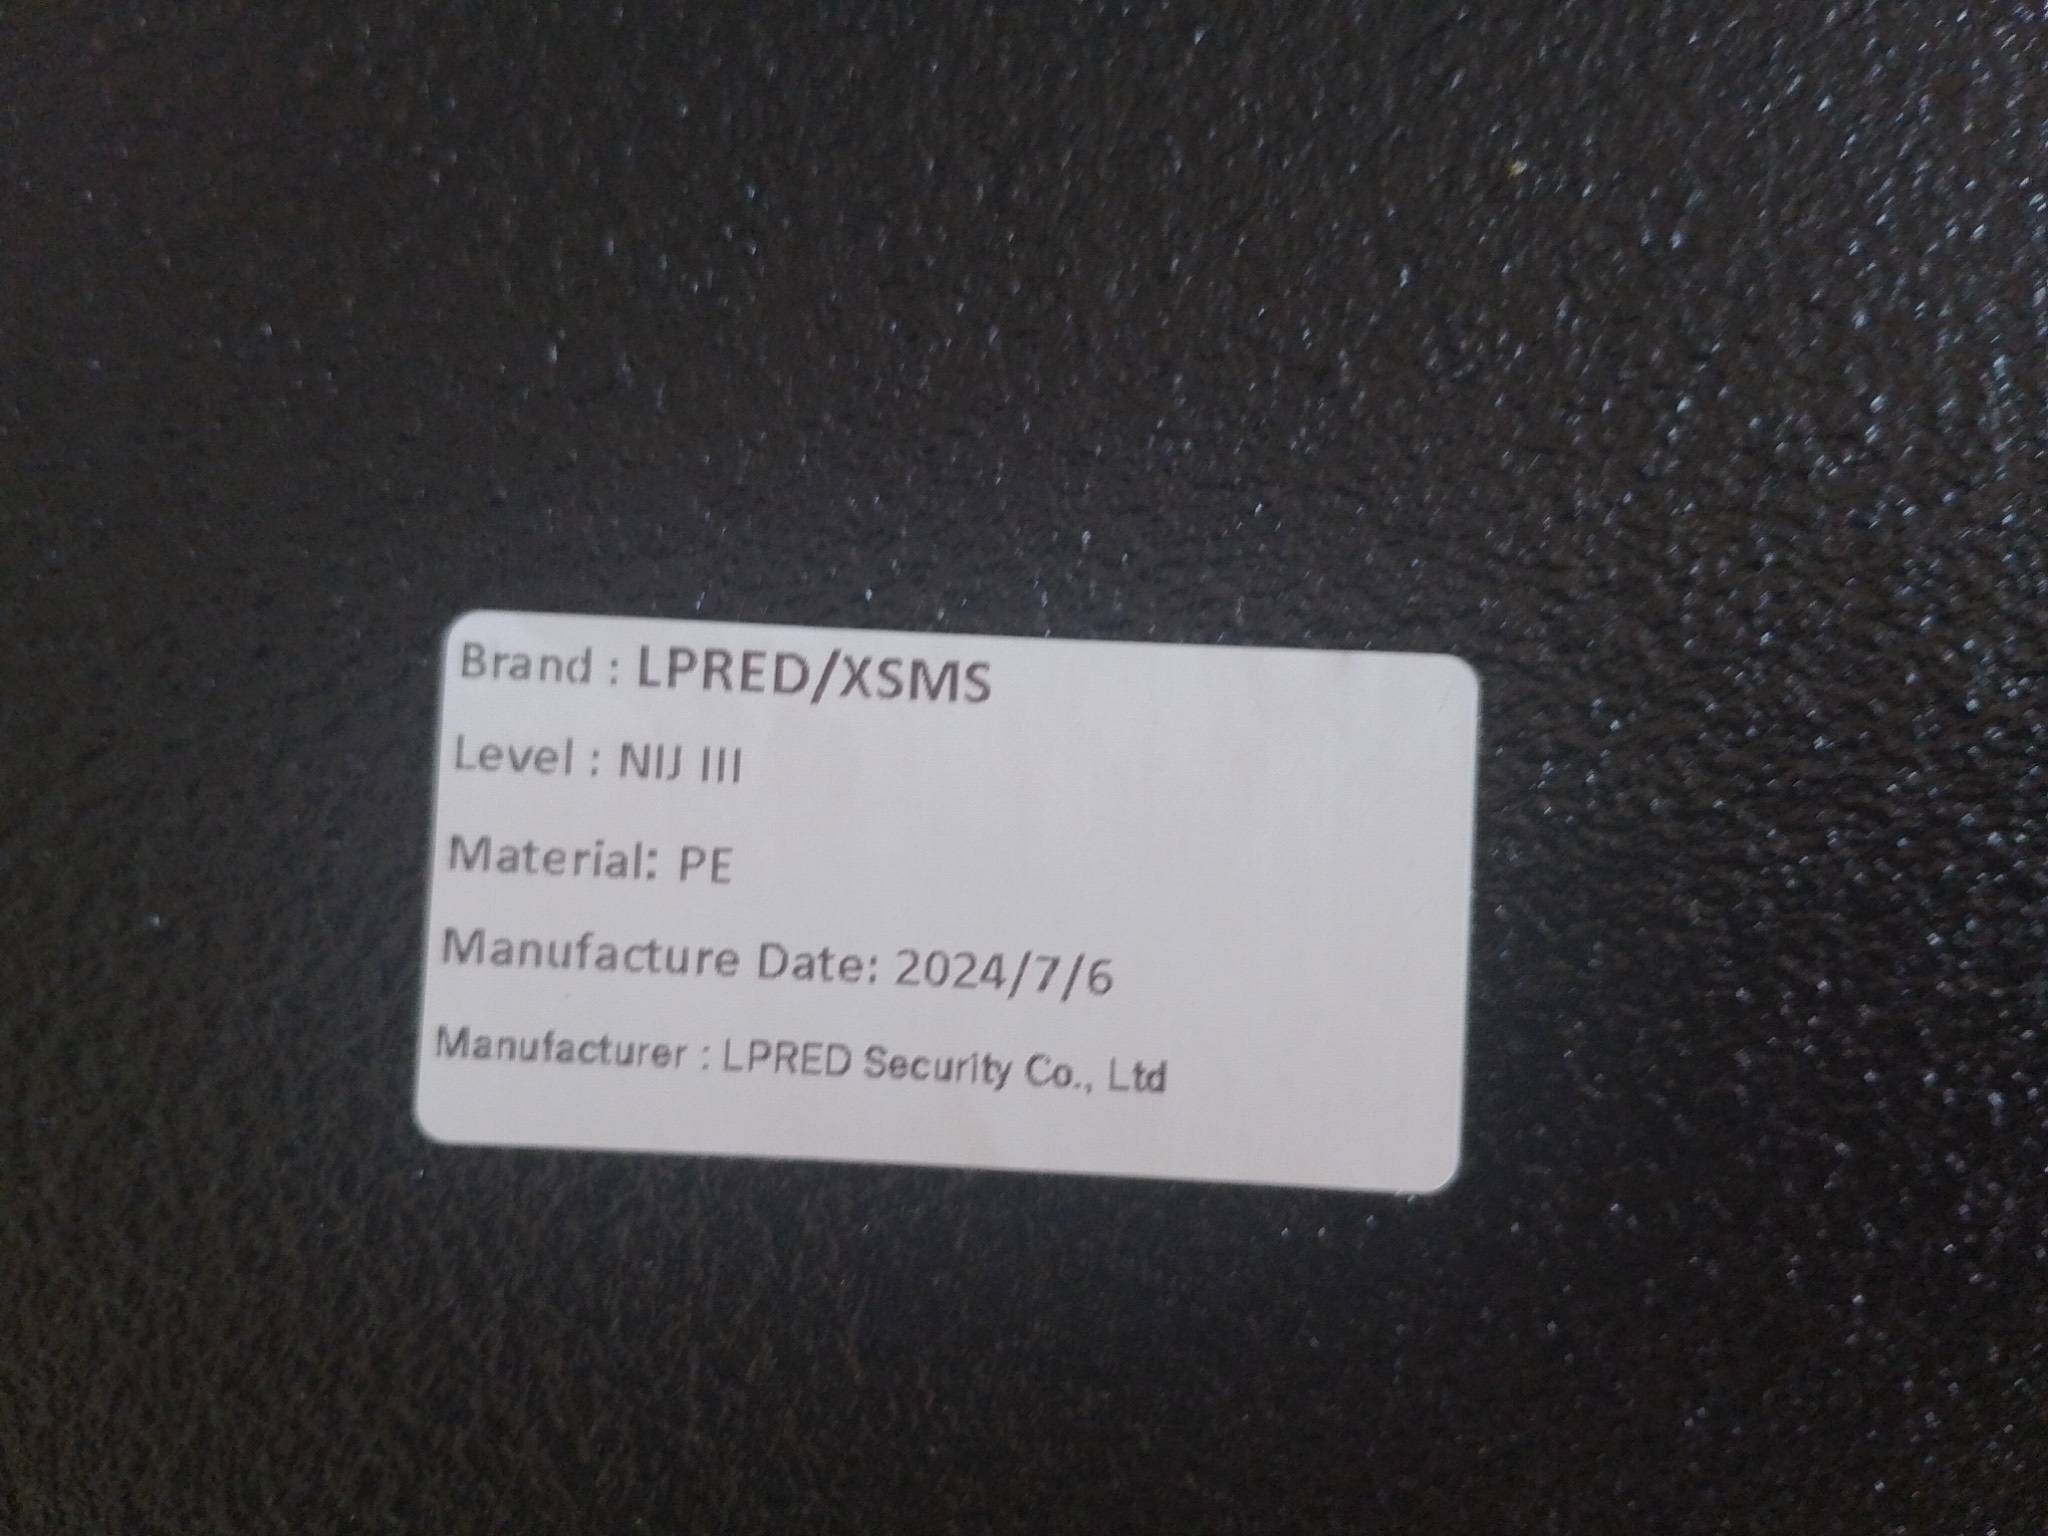 Brand : LPRED/XSMS
Level : NIJ III
Material: PE
Manufacture Date: 2024/7/6
Manufacturer : LPRED Security Co., Ltd